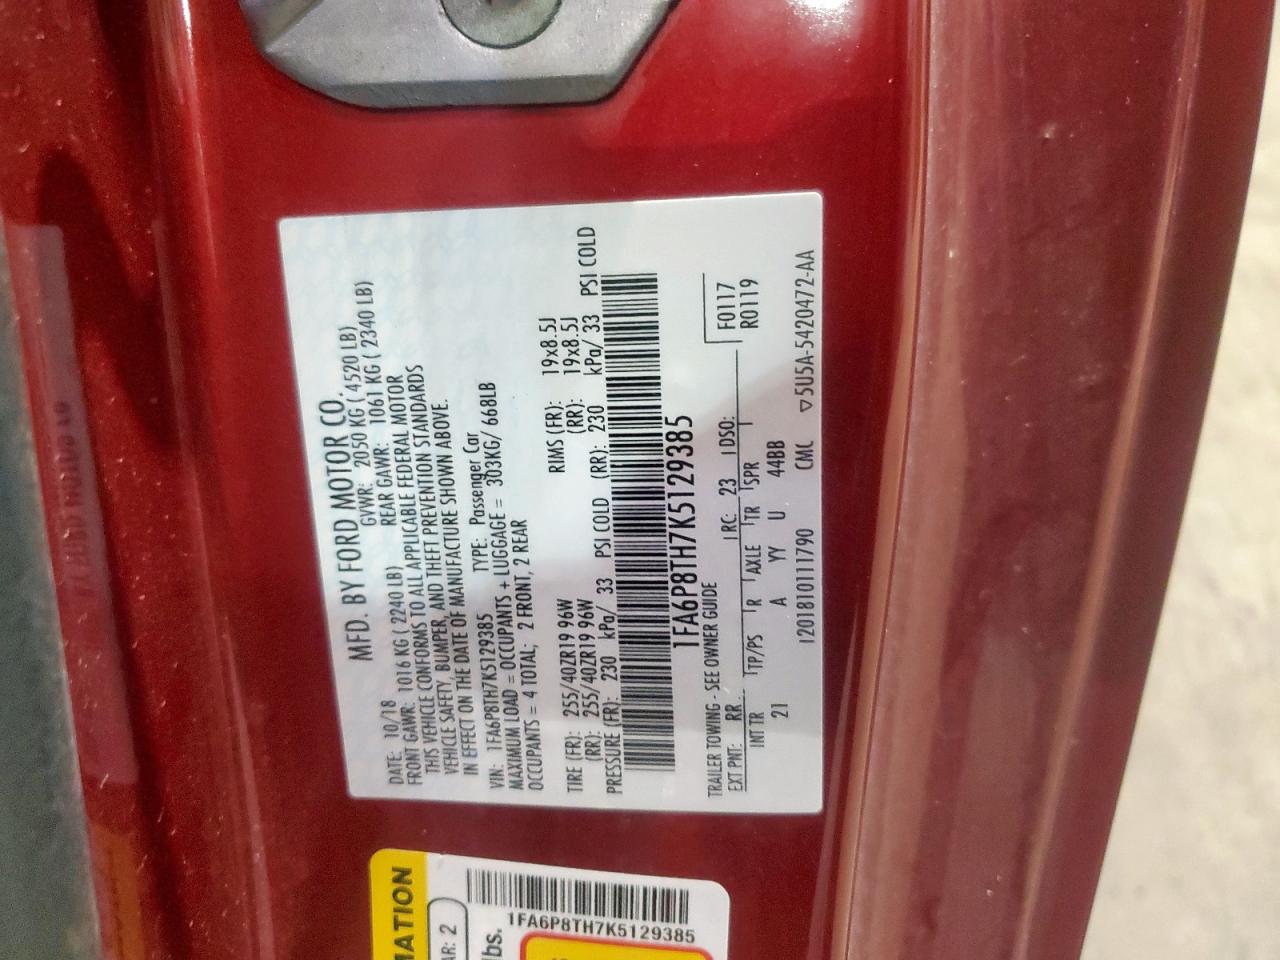 MFD. BY FORD MOTOR CO.
DATE: 10/18 GVWR: 2050 KG ( 4520 LB)
FRONT GAWR: 1016 KG ( 2240 LB) REAR GAWR: 1061 KG ( 2340 LB)
THIS VEHICLE CONFORMS TO ALL APPLICABLE FEDERAL MOTOR
VEHICLE SAFETY, BUMPER, AND THEFT PREVENTION STANDARDS
IN EFFECT ON THE DATE OF MANUFACTURE SHOWN ABOVE.
VIN: 1FA6P8TH7K5129385 TYPE: Passenger Car
MAXIMUM LOAD = OCCUPANTS + LUGGAGE = 303KG/ 668LB
OCCUPANTS = 4 TOTAL; 2 FRONT, 2 REAR
TIRE (FR): 255/40ZR19 96W RIMS (FR): 19x8.5J
(RR): 255/40ZR19 96W (RR): 19x8.5J
PRESSURE (FR): 230 kPa/ 33 PSI COLD (RR): 230 kPa/ 33 PSI COLD
1FA6P8TH7K5129385
TRAILER TOWING - SEE OWNER GUIDE F0117
EXT PNT: RR RC: 23 DSO: R0119
INT TR TP/PS R AXLE TR SPR
21 A YY U 44BB
120181011790 CMC ▽5U5A-5420472-AA
MATION
AR: 2
lbs.
1FA6P8TH7K5129385